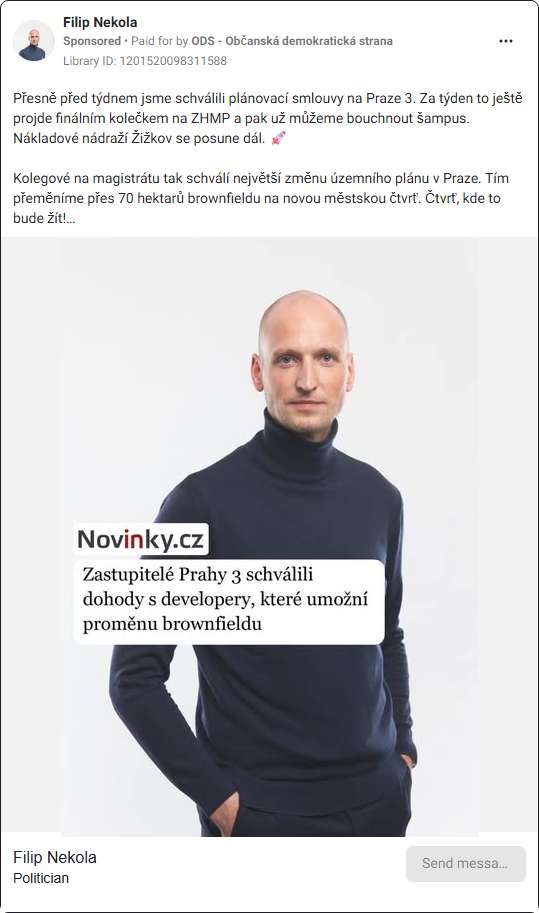 Filip Nekola
Sponsored • Paid for by ODS - Občanská demokratická strana
Library ID: 1201520098311588
Přesně před týdnem jsme schválili plánovací smlouvy na Praze 3. Za týden to ještě
projde finálním kolečkem na ZHMP a pak už můžeme bouchnout šampus.
Nákladové nádraží Žižkov se posune dál. 🚀
Kolegové na magistrátu tak schválí největší změnu územního plánu v Praze. Tím
přeměníme přes 70 hektarů brownfieldu na novou městskou čtvrť. Čtvrť, kde to
bude žít!...
Novinky.cz
Zastupitelé Prahy 3 schválili
dohody s developery, které umožní
proměnu brownfieldu
Filip Nekola
Politician
Send messa...